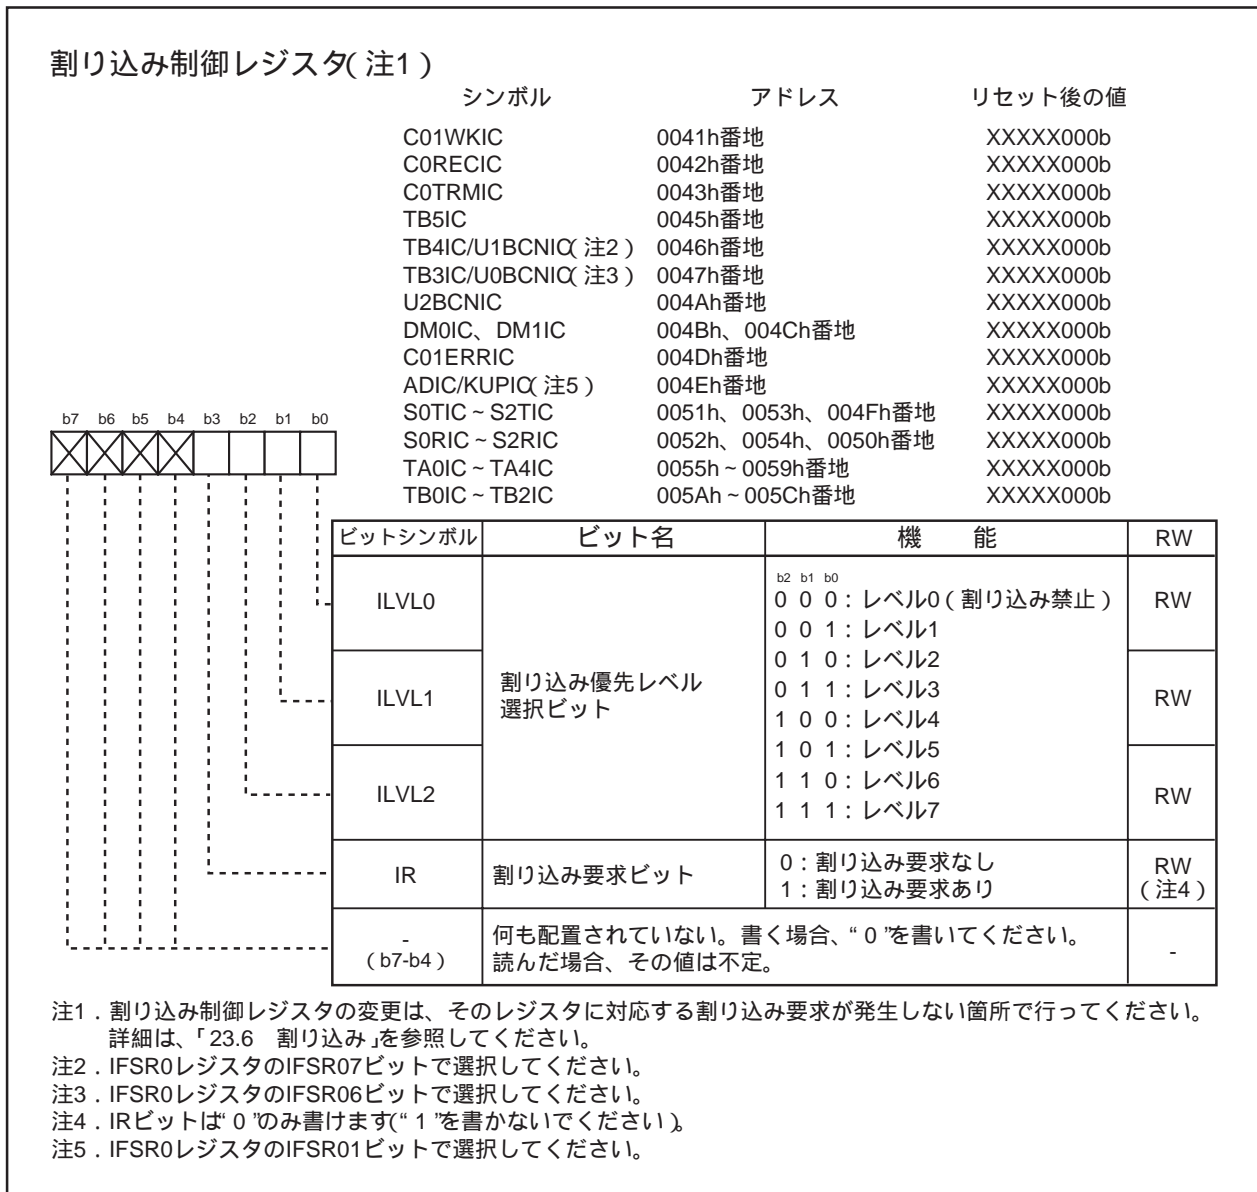 割り込み制御レジスタ(注1)
シンボル アドレス リセット後の値
C01WKIC 0041h番地 XXXXX000b
C0RECIC 0042h番地 XXXXX000b
C0TRMIC 0043h番地 XXXXX000b
TB5IC 0045h番地 XXXXX000b
TB4IC/U1BCNIC(注2) 0046h番地 XXXXX000b
TB3IC/U0BCNIC(注3) 0047h番地 XXXXX000b
U2BCNIC 004Ah番地 XXXXX000b
DM0IC、DM1IC 004Bh、004Ch番地 XXXXX000b
C01ERRIC 004Dh番地 XXXXX000b
ADIC/KUPIC(注5) 004Eh番地 XXXXX000b
S0TIC~S2TIC 0051h、0053h、004Fh番地 XXXXX000b
S0RIC~S2RIC 0052h、0054h、0050h番地 XXXXX000b
TA0IC~TA4IC 0055h~0059h番地 XXXXX000b
TB0IC~TB2IC 005Ah~005Ch番地 XXXXX000b
b7 b6 b5 b4 b3 b2 b1 b0
ビットシンボル ビット名 機 能 RW
ILVL0 RW
ILVL1 RW
ILVL2 RW
割り込み優先レベル
選択ビット
b2 b1 b0
0 0 0:レベル0(割り込み禁止)
0 0 1:レベル1
0 1 0:レベル2
0 1 1:レベル3
1 0 0:レベル4
1 0 1:レベル5
1 1 0:レベル6
1 1 1:レベル7
IR 割り込み要求ビット
0:割り込み要求なし
1:割り込み要求あり
RW
(注4)
-
(b7-b4)
何も配置されていない。書く場合、“0”を書いてください。
読んだ場合、その値は不定。
-
注1.割り込み制御レジスタの変更は、そのレジスタに対応する割り込み要求が発生しない箇所で行ってください。
詳細は、「23.6 割り込み」を参照してください。
注2.IFSR0レジスタのIFSR07ビットで選択してください。
注3.IFSR0レジスタのIFSR06ビットで選択してください。
注4.IRビットは“0”のみ書けます(“1”を書かないでください)。
注5.IFSR0レジスタのIFSR01ビットで選択してください。